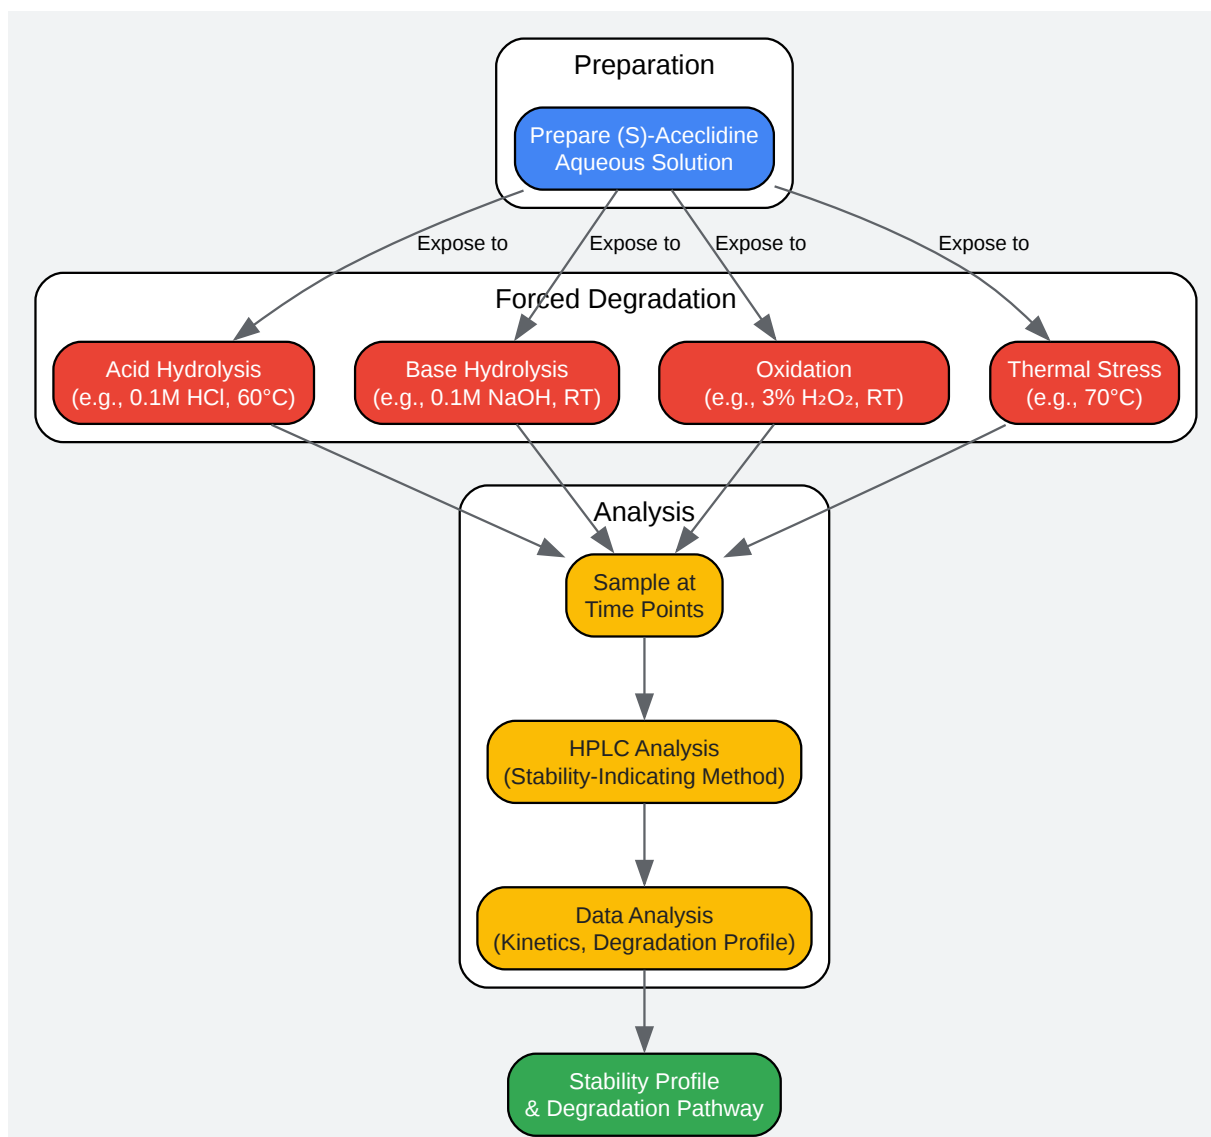 Preparation
Prepare (S)-Aceclidine
Aqueous Solution
Expose to
Expose to
Expose to
Expose to
Forced Degradation
Acid Hydrolysis
(e.g., 0.1M HCl, 60°C)
Base Hydrolysis
(e.g., 0.1M NaOH, RT)
Oxidation
(e.g., 3% H₂O₂, RT)
Thermal Stress
(e.g., 70°C)
Analysis
Sample at
Time Points
HPLC Analysis
(Stability-Indicating Method)
Data Analysis
(Kinetics, Degradation Profile)
Stability Profile
& Degradation Pathway